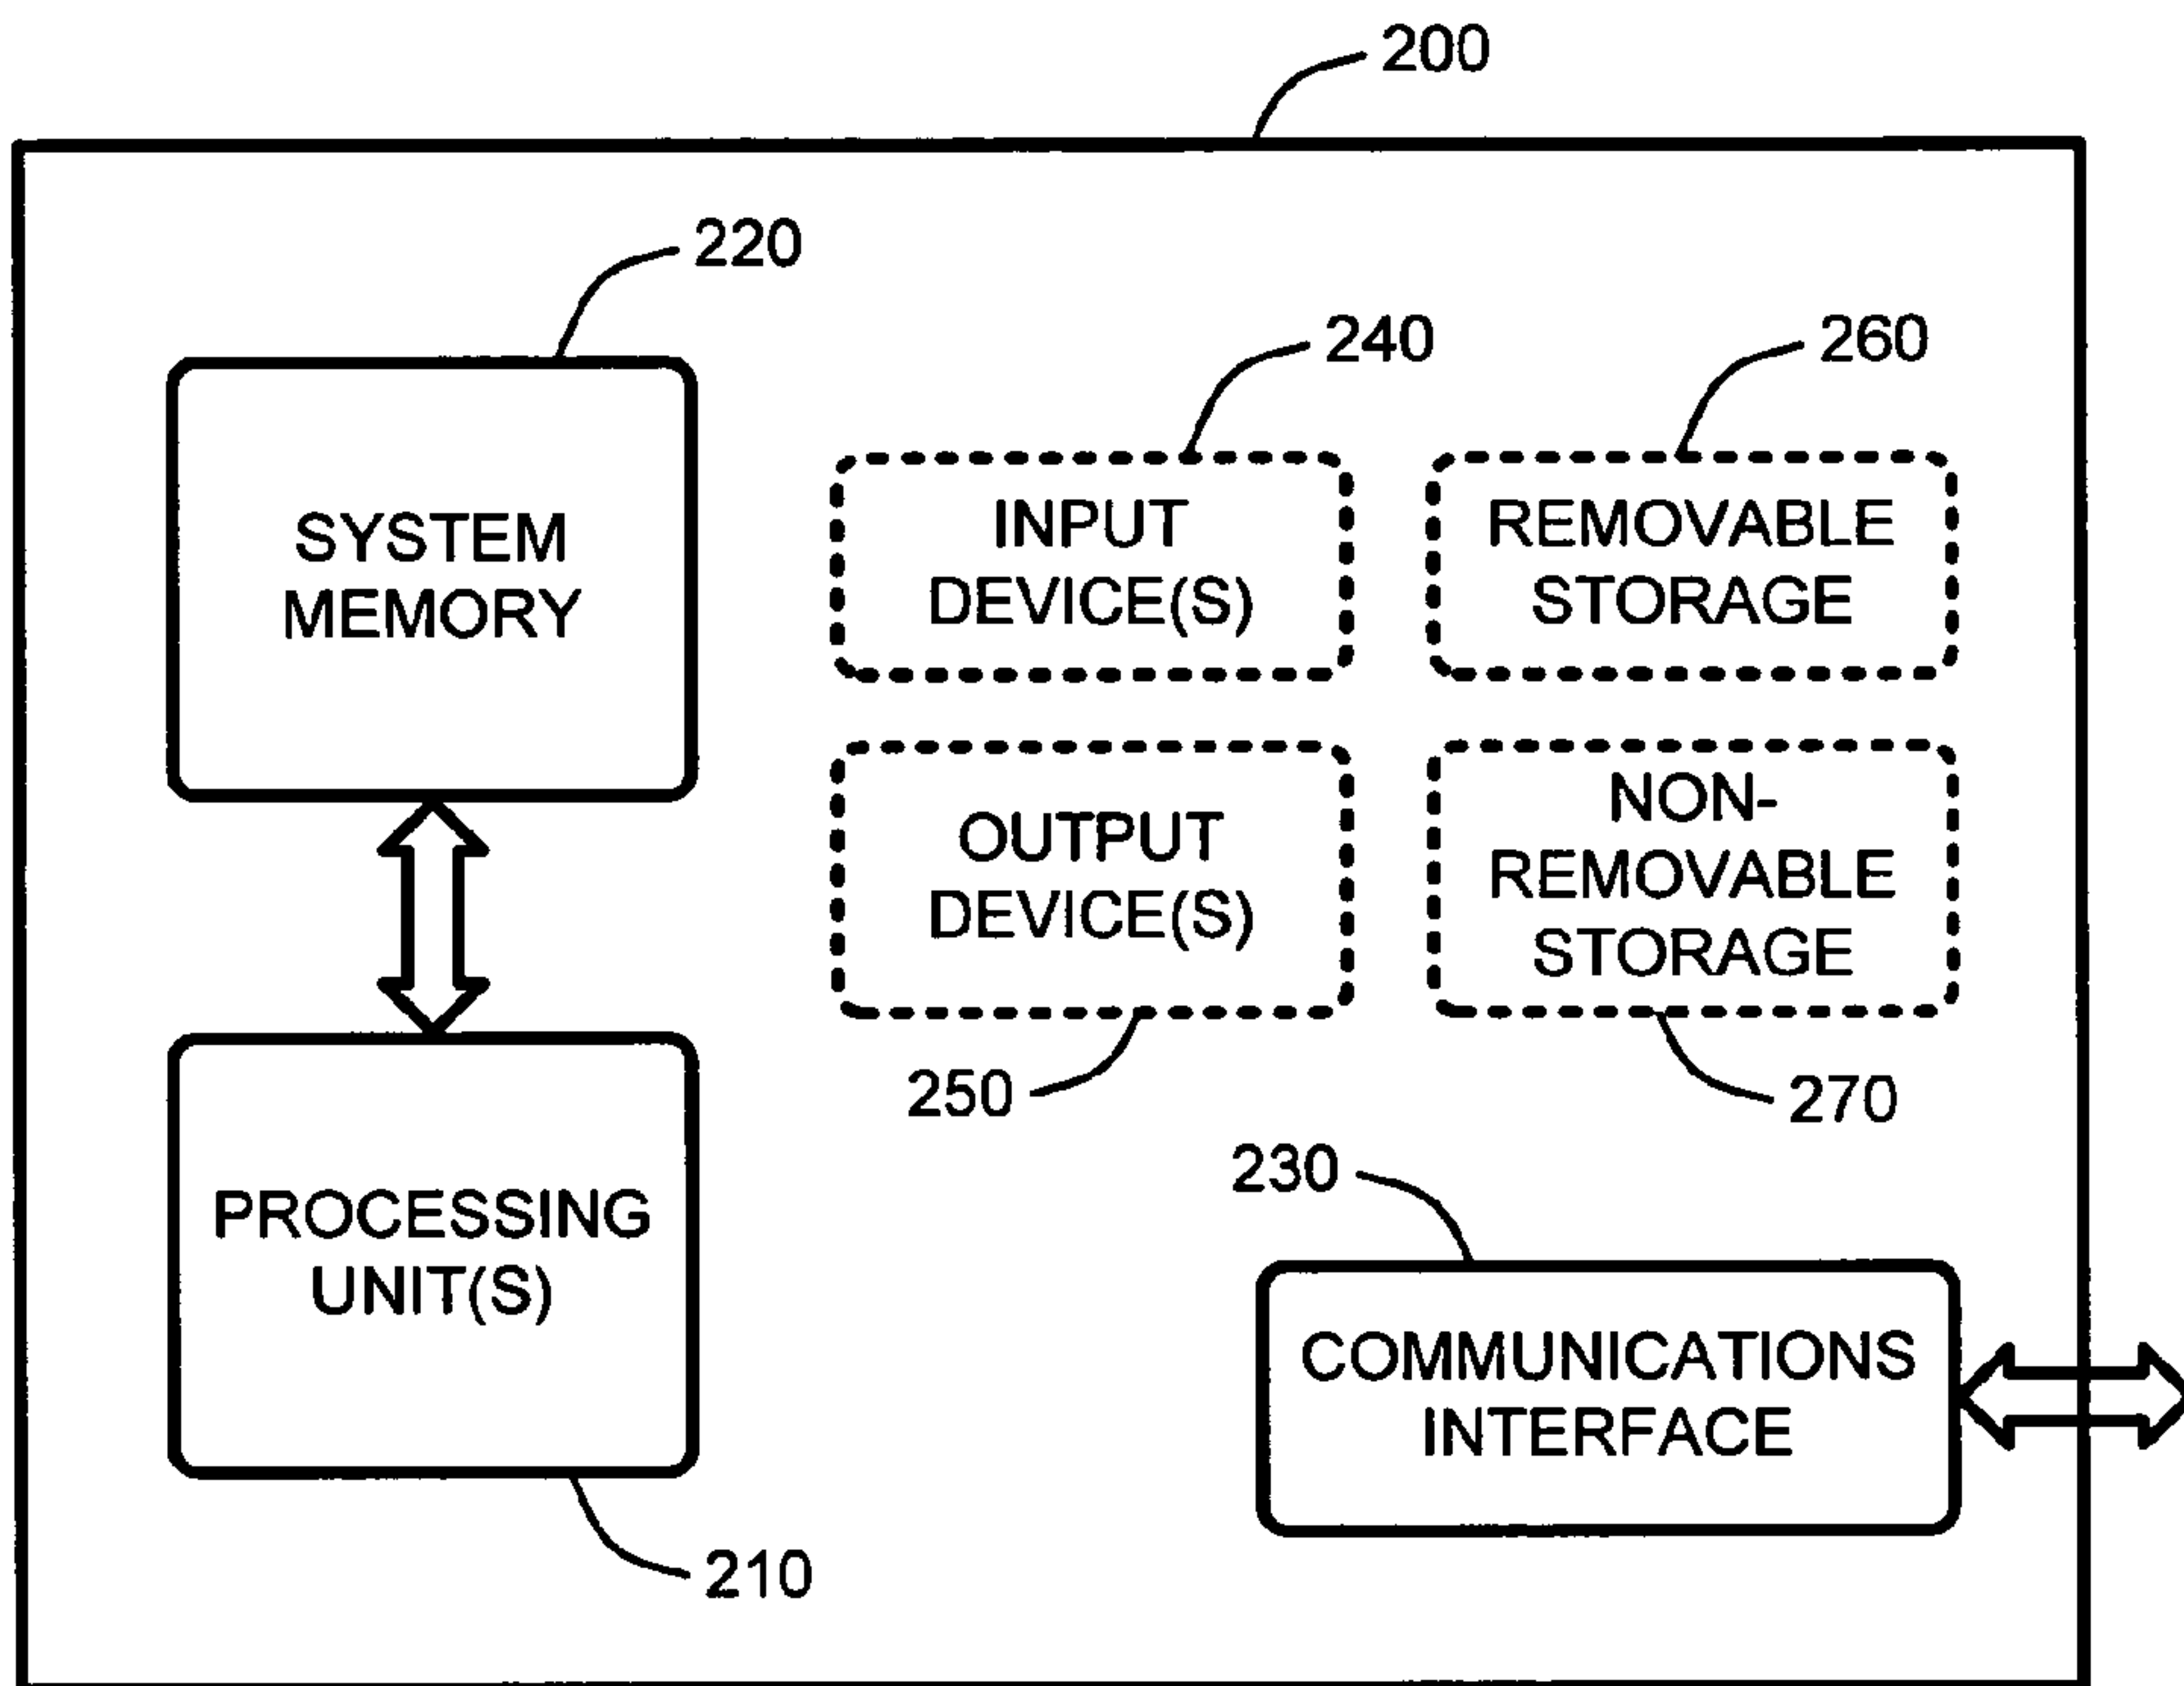 200
220
240
260
SYSTEM
MEMORY
INPUT
DEVICE(S)
REMOVABLE
STORAGE
OUTPUT
DEVICE(S)
NON-
REMOVABLE
STORAGE
250
270
230
PROCESSING
UNIT(S)
COMMUNICATIONS
INTERFACE
210